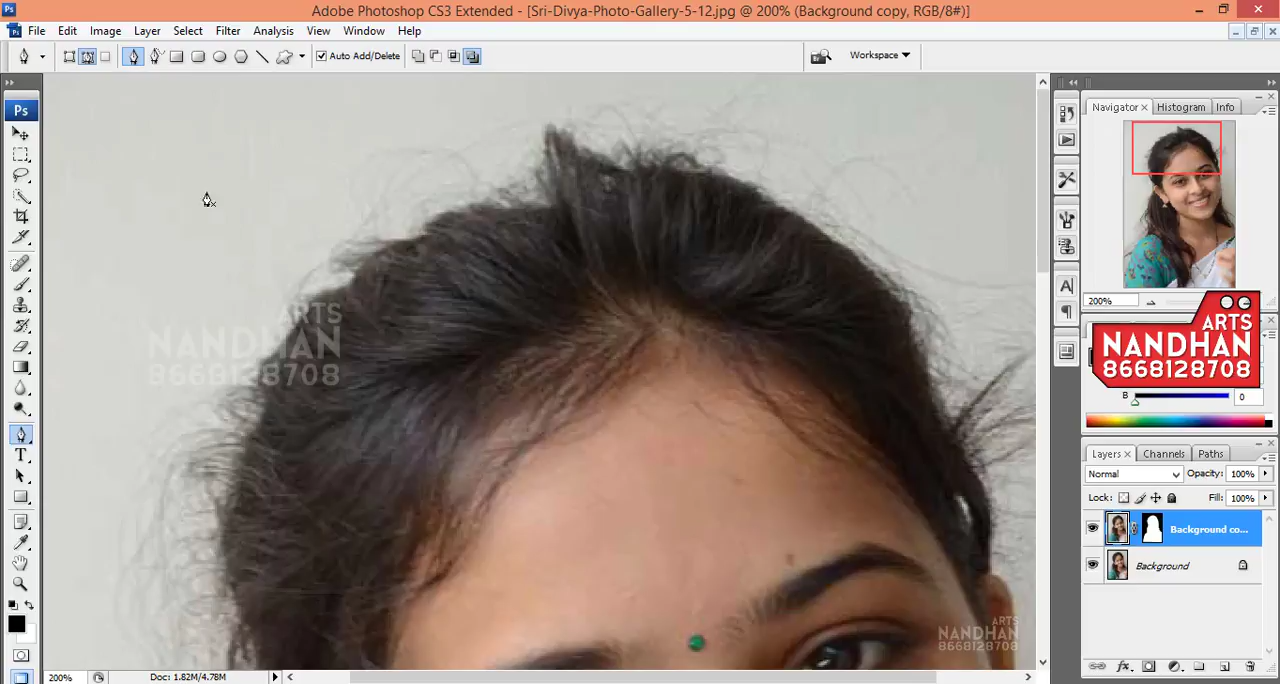 Adobe Photoshop CS3 Extended - [Sri-Divya-Photo-Gallery-5-12.jpg @ 200% (Background copy, RGB/8#)]
File Edit Image Layer Select Filter Analysis View Window Help
Auto Add/Delete
Workspace
Ps
Navigator Histogram Info
200%
ARTS
NANDHAN
8668128708
ARTS
NANDHAN
8668128708
B 0
Layers Channels Paths
Normal Opacity: 100%
Lock: Fill: 100%
Background co...
Background
ARTS
NANDHAN
8668128708
200% Doc: 1.82M/4.78M